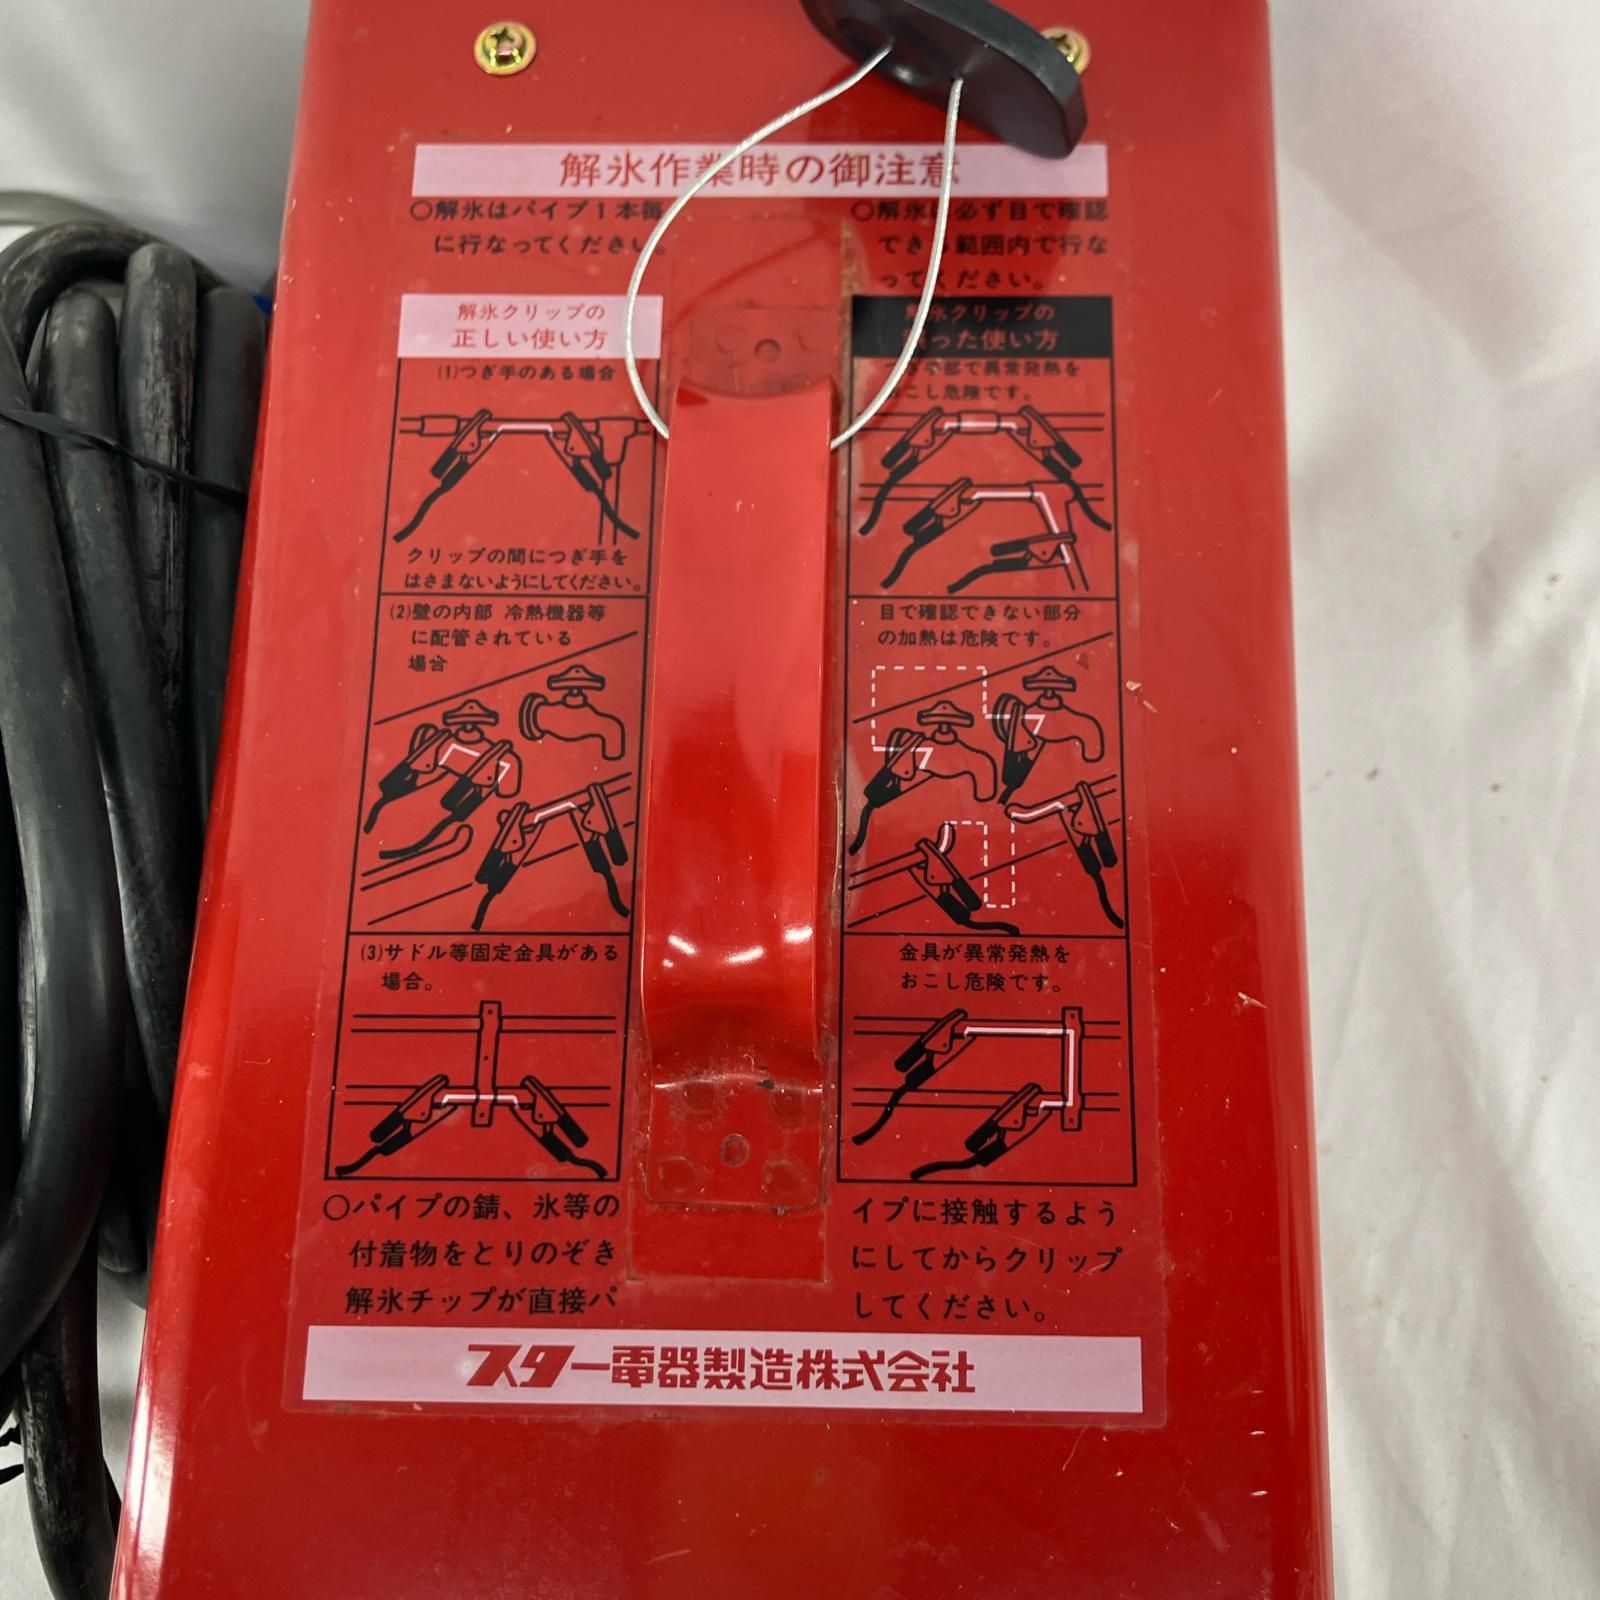 解氷作業時の御注意
○解氷はパイプ1本毎
に行なってください。
○解氷は必ず目で確認
できる範囲内で行な
ってください。
解氷クリップの
正しい使い方
(1)つぎ手のある場合
クリップの間につぎ手を
はさまないようにしてください。
(2)壁の内部 冷熱機器等
に配管されている
場合
(3)サドル等固定金具がある
場合。
解氷クリップの
誤った使い方
つぎ手部で異常発熱を
おこし危険です。
目で確認できない部分
の加熱は危険です。
金具が異常発熱を
おこし危険です。
○パイプの錆、氷等の
付着物をとりのぞき
解氷チップが直接パ
イプに接触するよう
にしてからクリップ
してください。
スター電器製造株式会社